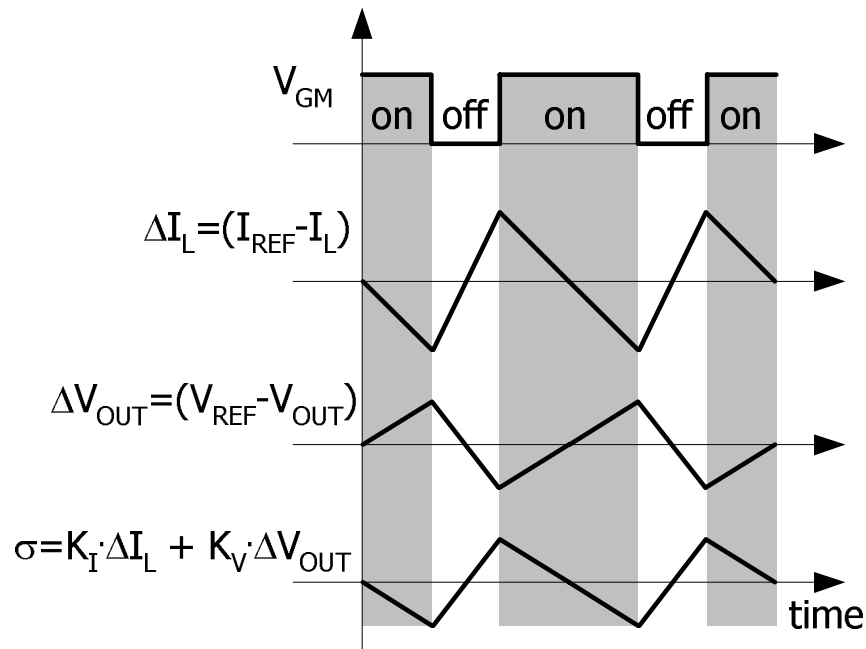 V_GM
on off on off on
ΔI_L=(I_REF-I_L)
ΔV_OUT=(V_REF-V_OUT)
σ=K_I·ΔI_L + K_V·ΔV_OUT
time